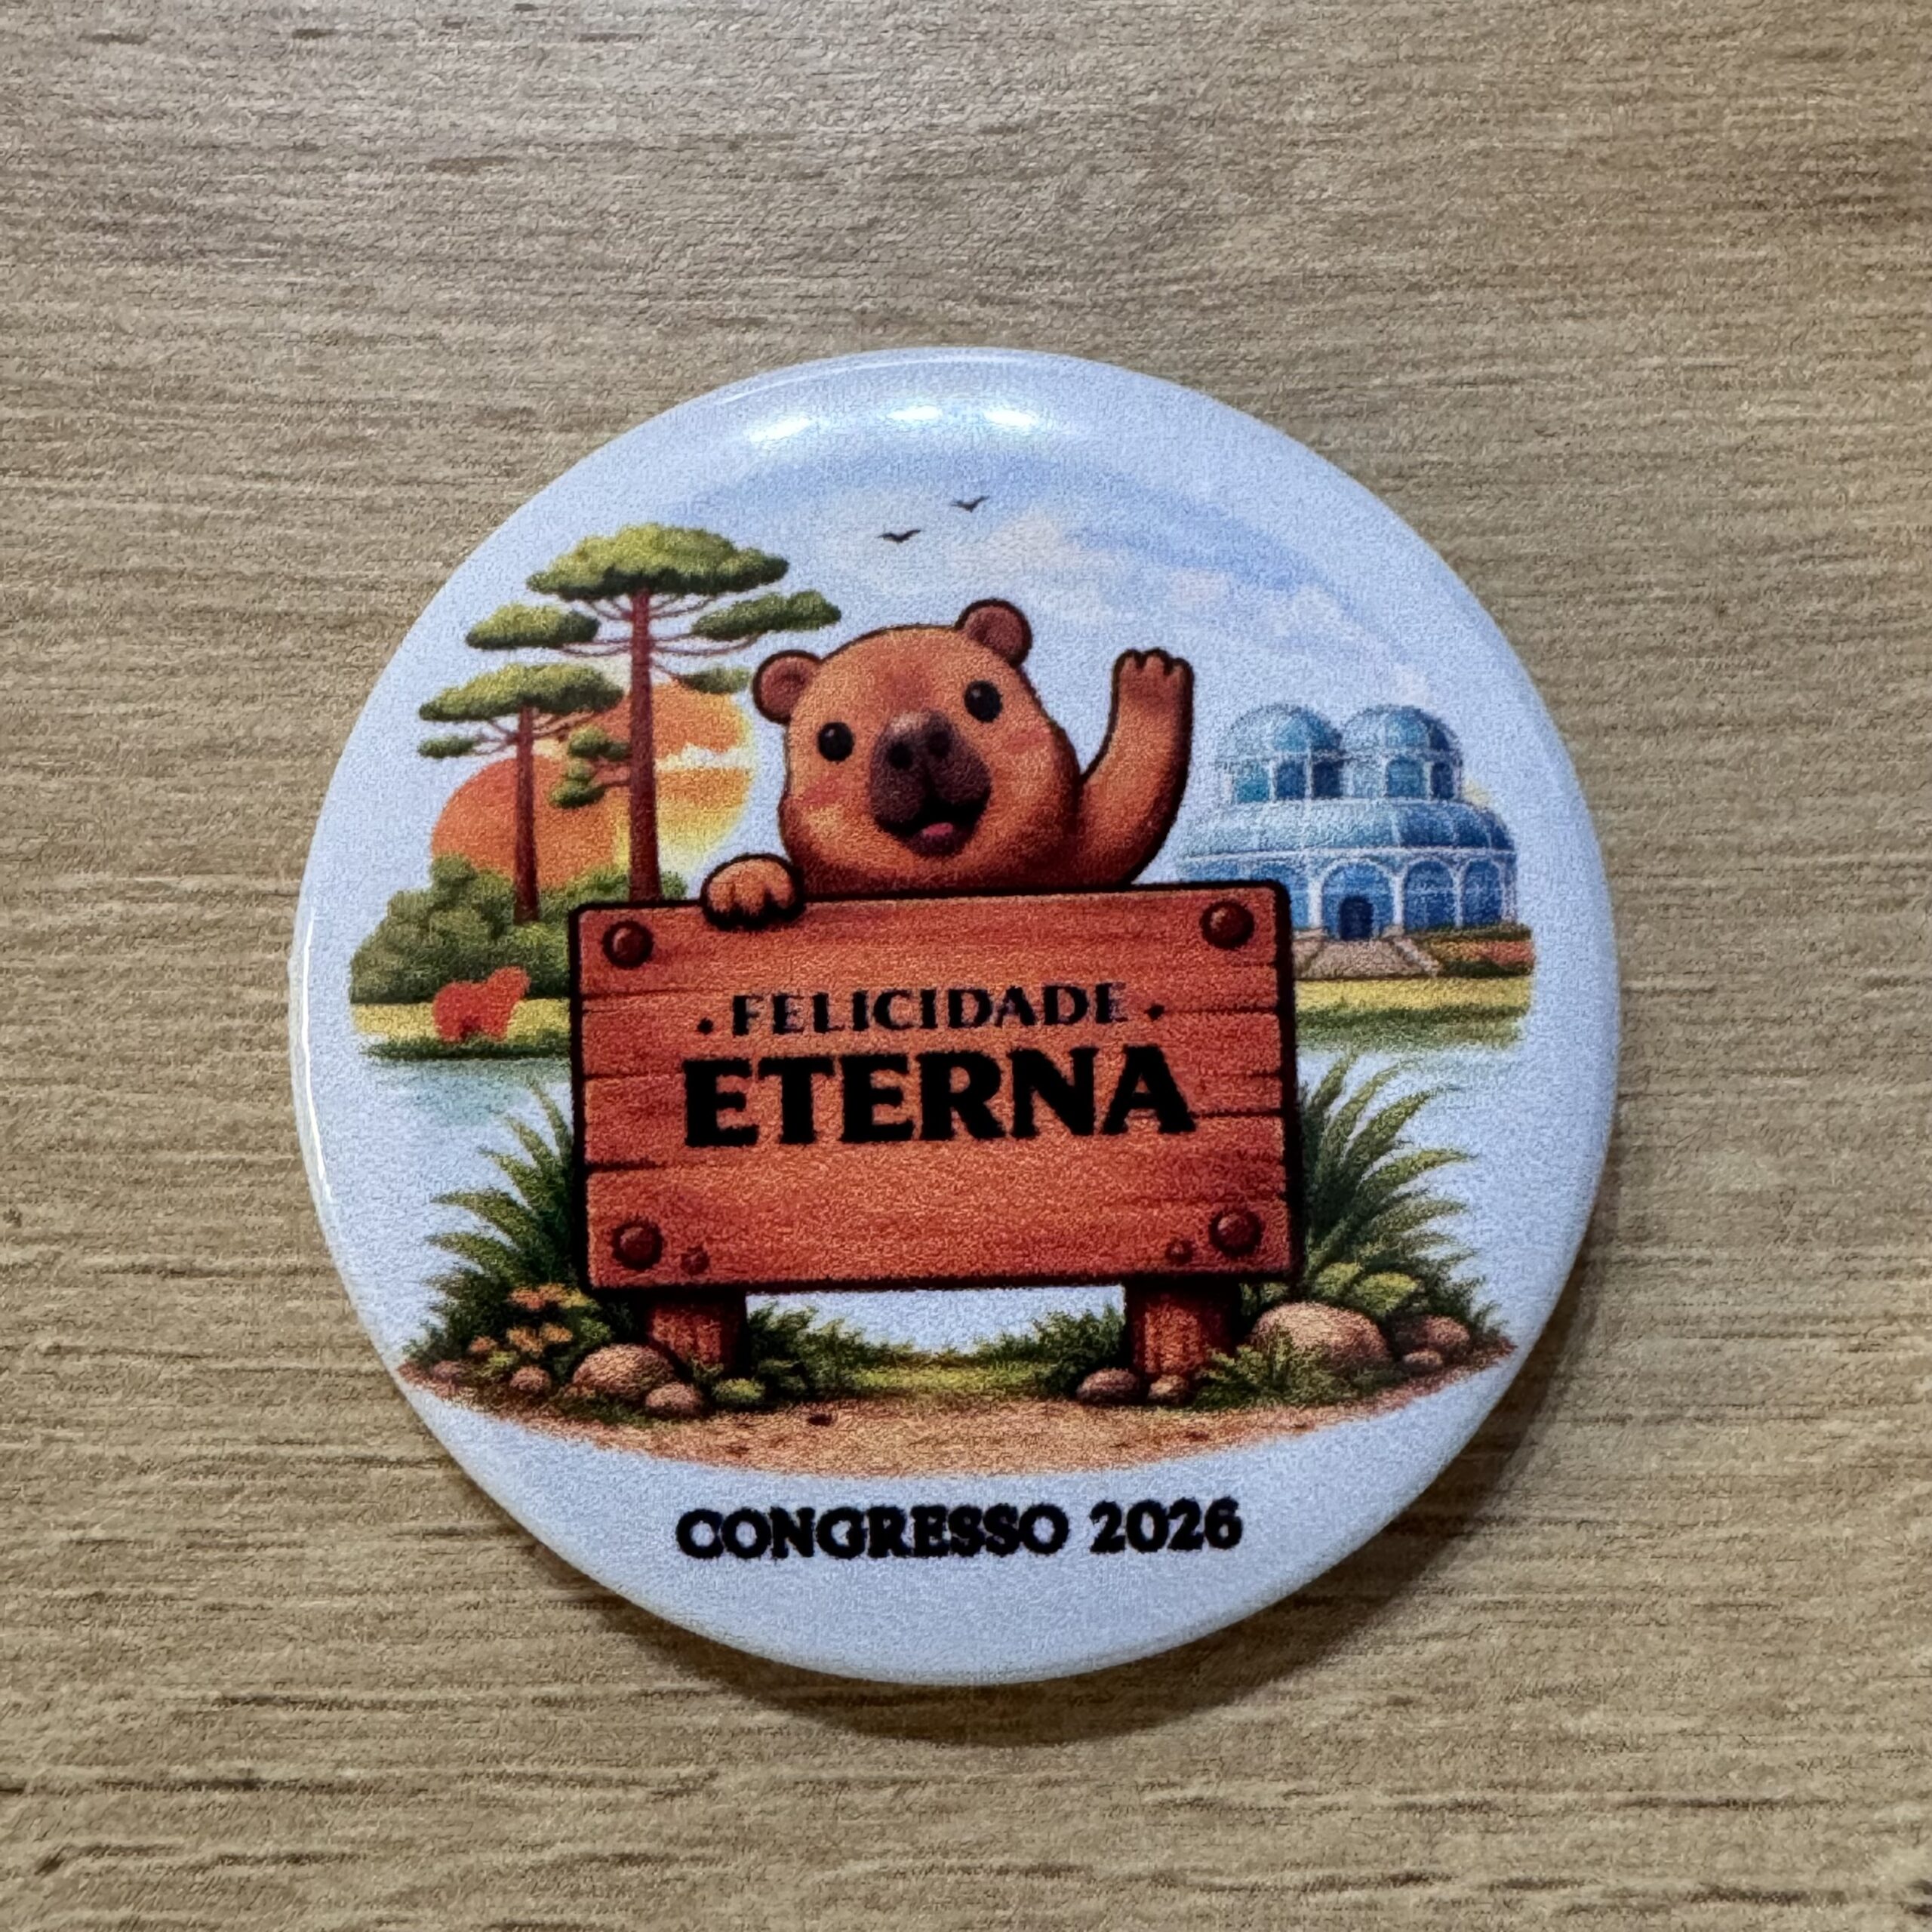 · FELICIDADE ·
ETERNA
CONGRESSO 2026